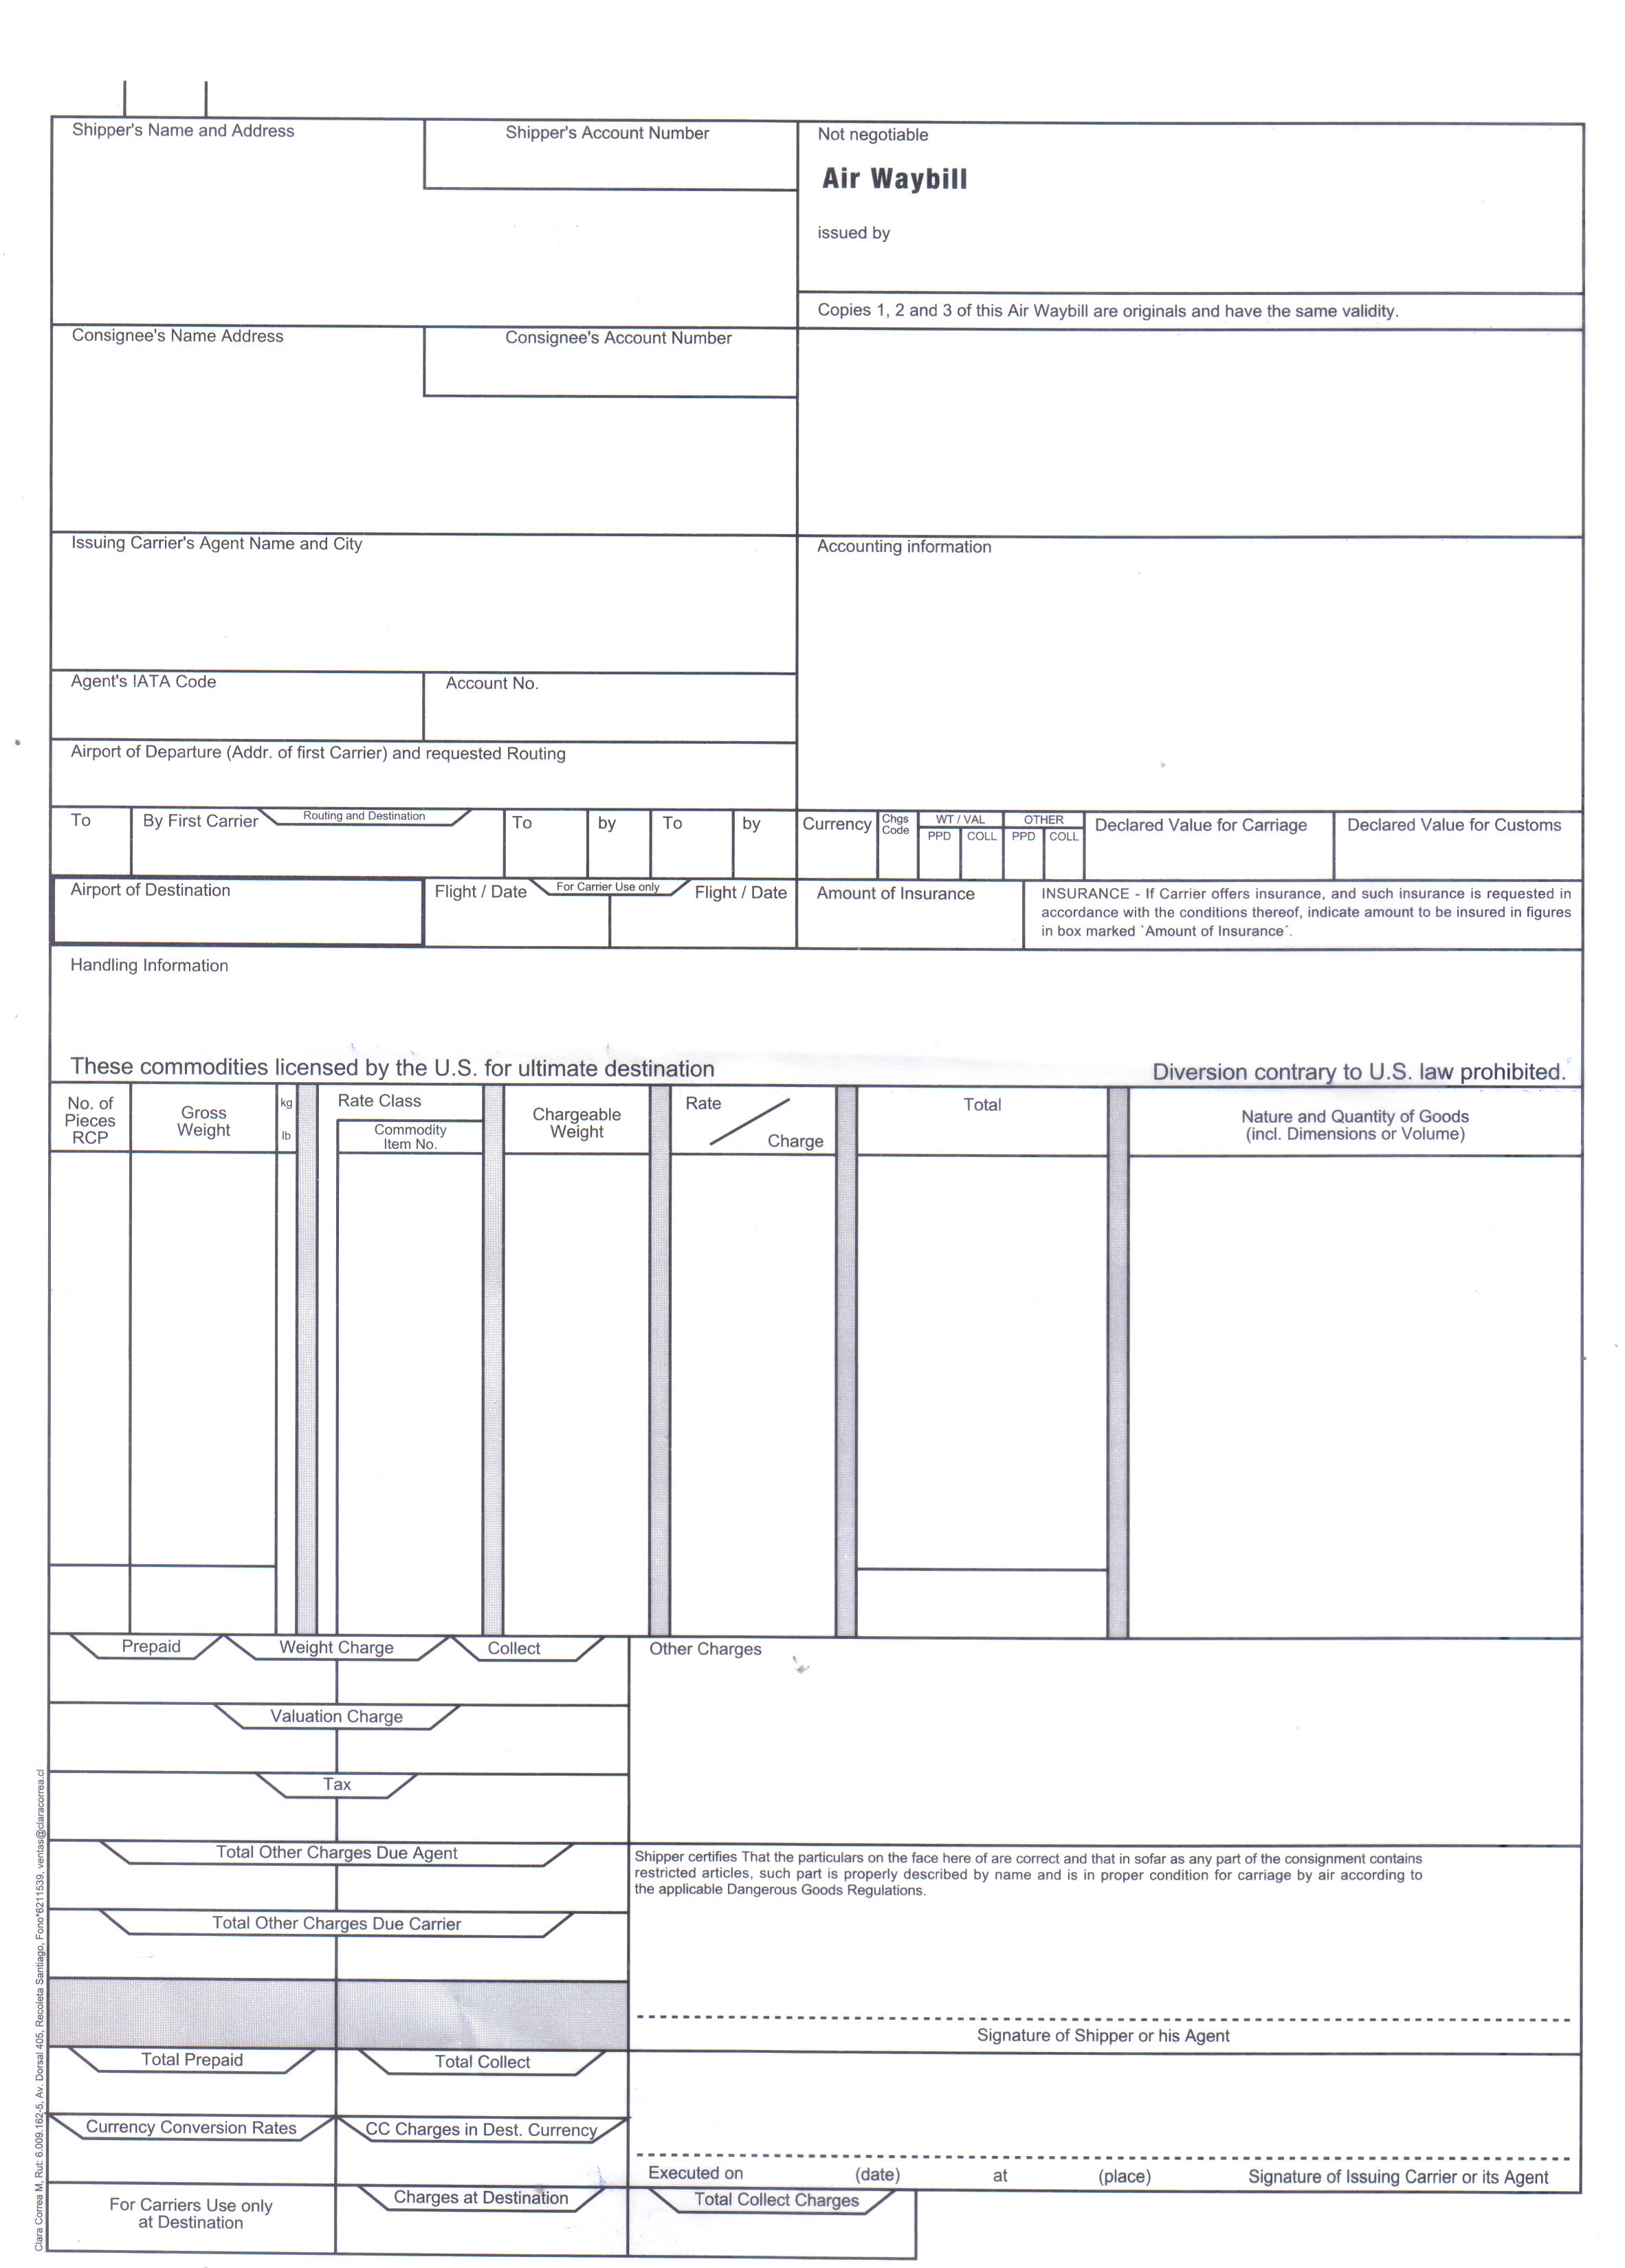 Shipper's Name and Address
Shipper's Account Number
Not negotiable
Air Waybill
issued by
Copies 1, 2 and 3 of this Air Waybill are originals and have the same validity.
Consignee's Name Address
Consignee's Account Number
Issuing Carrier's Agent Name and City
Accounting information
Agent's IATA Code
Account No.
Airport of Departure (Addr. of first Carrier) and requested Routing
To
By First Carrier
Routing and Destination
To
by
To
by
Currency
Chgs
Code
WT / VAL
PPD
COLL
OTHER
PPD
COLL
Declared Value for Carriage
Declared Value for Customs
Airport of Destination
Flight / Date
For Carrier Use only
Flight / Date
Amount of Insurance
INSURANCE - If Carrier offers insurance, and such insurance is requested in
accordance with the conditions thereof, indicate amount to be insured in figures
in box marked `Amount of Insurance´.
Handling Information
These commodities licensed by the U.S. for ultimate destination
Diversion contrary to U.S. law prohibited.
No. of
Pieces
RCP
Gross
Weight
kg
lb
Rate Class
Commodity
Item No.
Chargeable
Weight
Rate
Charge
Total
Nature and Quantity of Goods
(incl. Dimensions or Volume)
Prepaid
Weight Charge
Collect
Other Charges
Valuation Charge
Tax
Total Other Charges Due Agent
Shipper certifies That the particulars on the face here of are correct and that in sofar as any part of the consignment contains
restricted articles, such part is properly described by name and is in proper condition for carriage by air according to
the applicable Dangerous Goods Regulations.
Total Other Charges Due Carrier
Signature of Shipper or his Agent
Total Prepaid
Total Collect
Currency Conversion Rates
CC Charges in Dest. Currency
Executed on (date) at (place) Signature of Issuing Carrier or its Agent
For Carriers Use only
at Destination
Charges at Destination
Total Collect Charges
Clara Correa M, Rut: 6.009.162-5, Av. Dorsal 405, Recoleta Santiago, Fono*6211539, ventas@claracorrea.cl